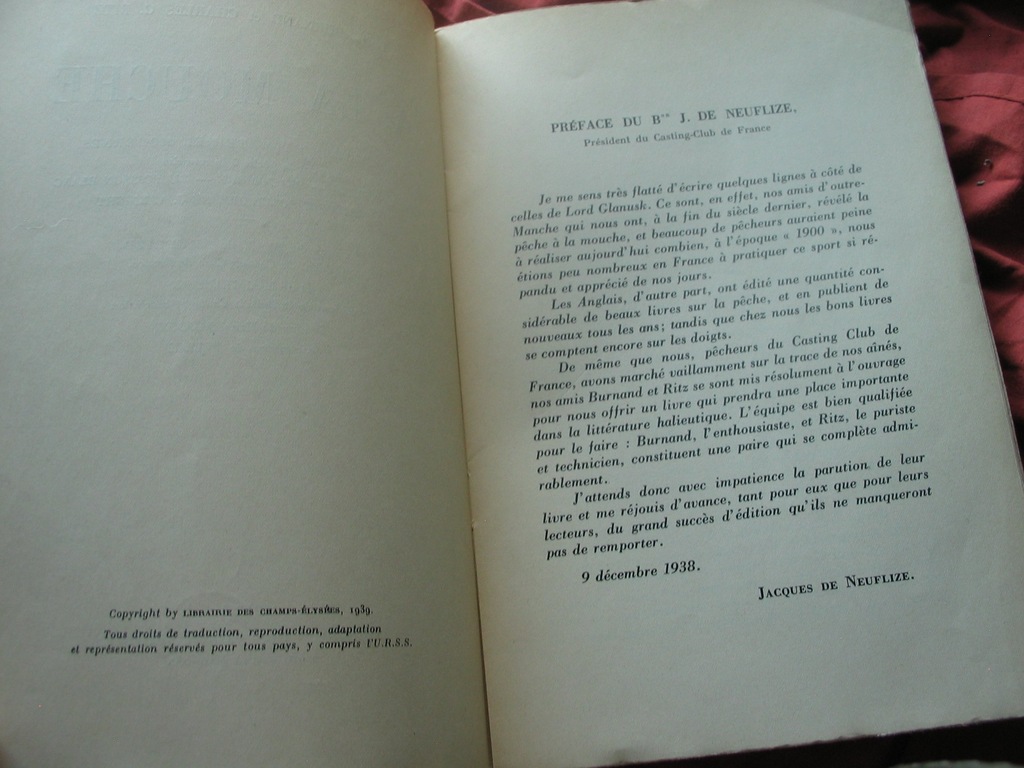 Copyright by LIBRAIRIE DES CHAMPS-ÉLYSÉES, 1939.
Tous droits de traduction, reproduction, adaptation
et représentation réservés pour tous pays, y compris l'U.R.S.S.
PRÉFACE DU Bon J. DE NEUFLIZE.
Président du Casting-Club de France
Je me sens très flatté d'écrire quelques lignes à côté de
celles de Lord Glanusk. Ce sont, en effet, nos amis d'outre-
Manche qui nous ont, à la fin du siècle dernier, révélé la
pêche à la mouche, et beaucoup de pêcheurs auraient peine
à réaliser aujourd'hui combien, à l'époque « 1900 », nous
étions peu nombreux en France à pratiquer ce sport si ré-
pandu et apprécié de nos jours.
Les Anglais, d'autre part, ont édité une quantité con-
sidérable de beaux livres sur la pêche, et en publient de
nouveaux tous les ans; tandis que chez nous les bons livres
se comptent encore sur les doigts.
De même que nous, pêcheurs du Casting Club de
France, avons marché vaillamment sur la trace de nos aînés,
nos amis Burnand et Ritz se sont mis résolument à l'ouvrage
pour nous offrir un livre qui prendra une place importante
dans la littérature halieutique. L'équipe est bien qualifiée
pour le faire : Burnand, l'enthousiaste, et Ritz, le puriste
et technicien, constituent une paire qui se complète admi-
rablement.
J'attends donc avec impatience la parution de leur
livre et me réjouis d'avance, tant pour eux que pour leurs
lecteurs, du grand succès d'édition qu'ils ne manqueront
pas de remporter.
9 décembre 1938.
JACQUES DE NEUFLIZE.